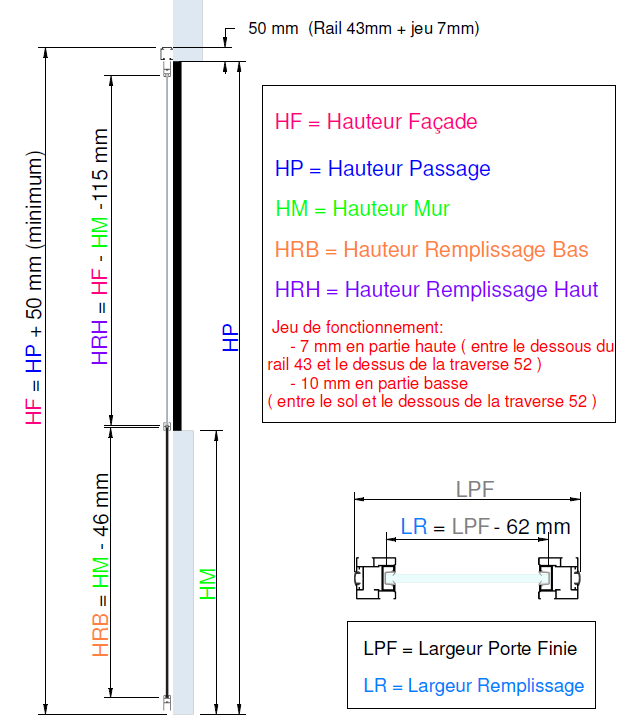 50 mm (Rail 43mm + jeu 7mm)
HF = HP + 50 mm (minimum)
HRH = HF - HM -115 mm
HRB = HM - 46 mm
HP
HM
HF = Hauteur Façade
HP = Hauteur Passage
HM = Hauteur Mur
HRB = Hauteur Remplissage Bas
HRH = Hauteur Remplissage Haut
Jeu de fonctionnement:
- 7 mm en partie haute ( entre le dessous du
rail 43 et le dessus de la traverse 52 )
- 10 mm en partie basse
( entre le sol et le dessous de la traverse 52 )
LPF
LR = LPF - 62 mm
LPF = Largeur Porte Finie
LR = Largeur Remplissage